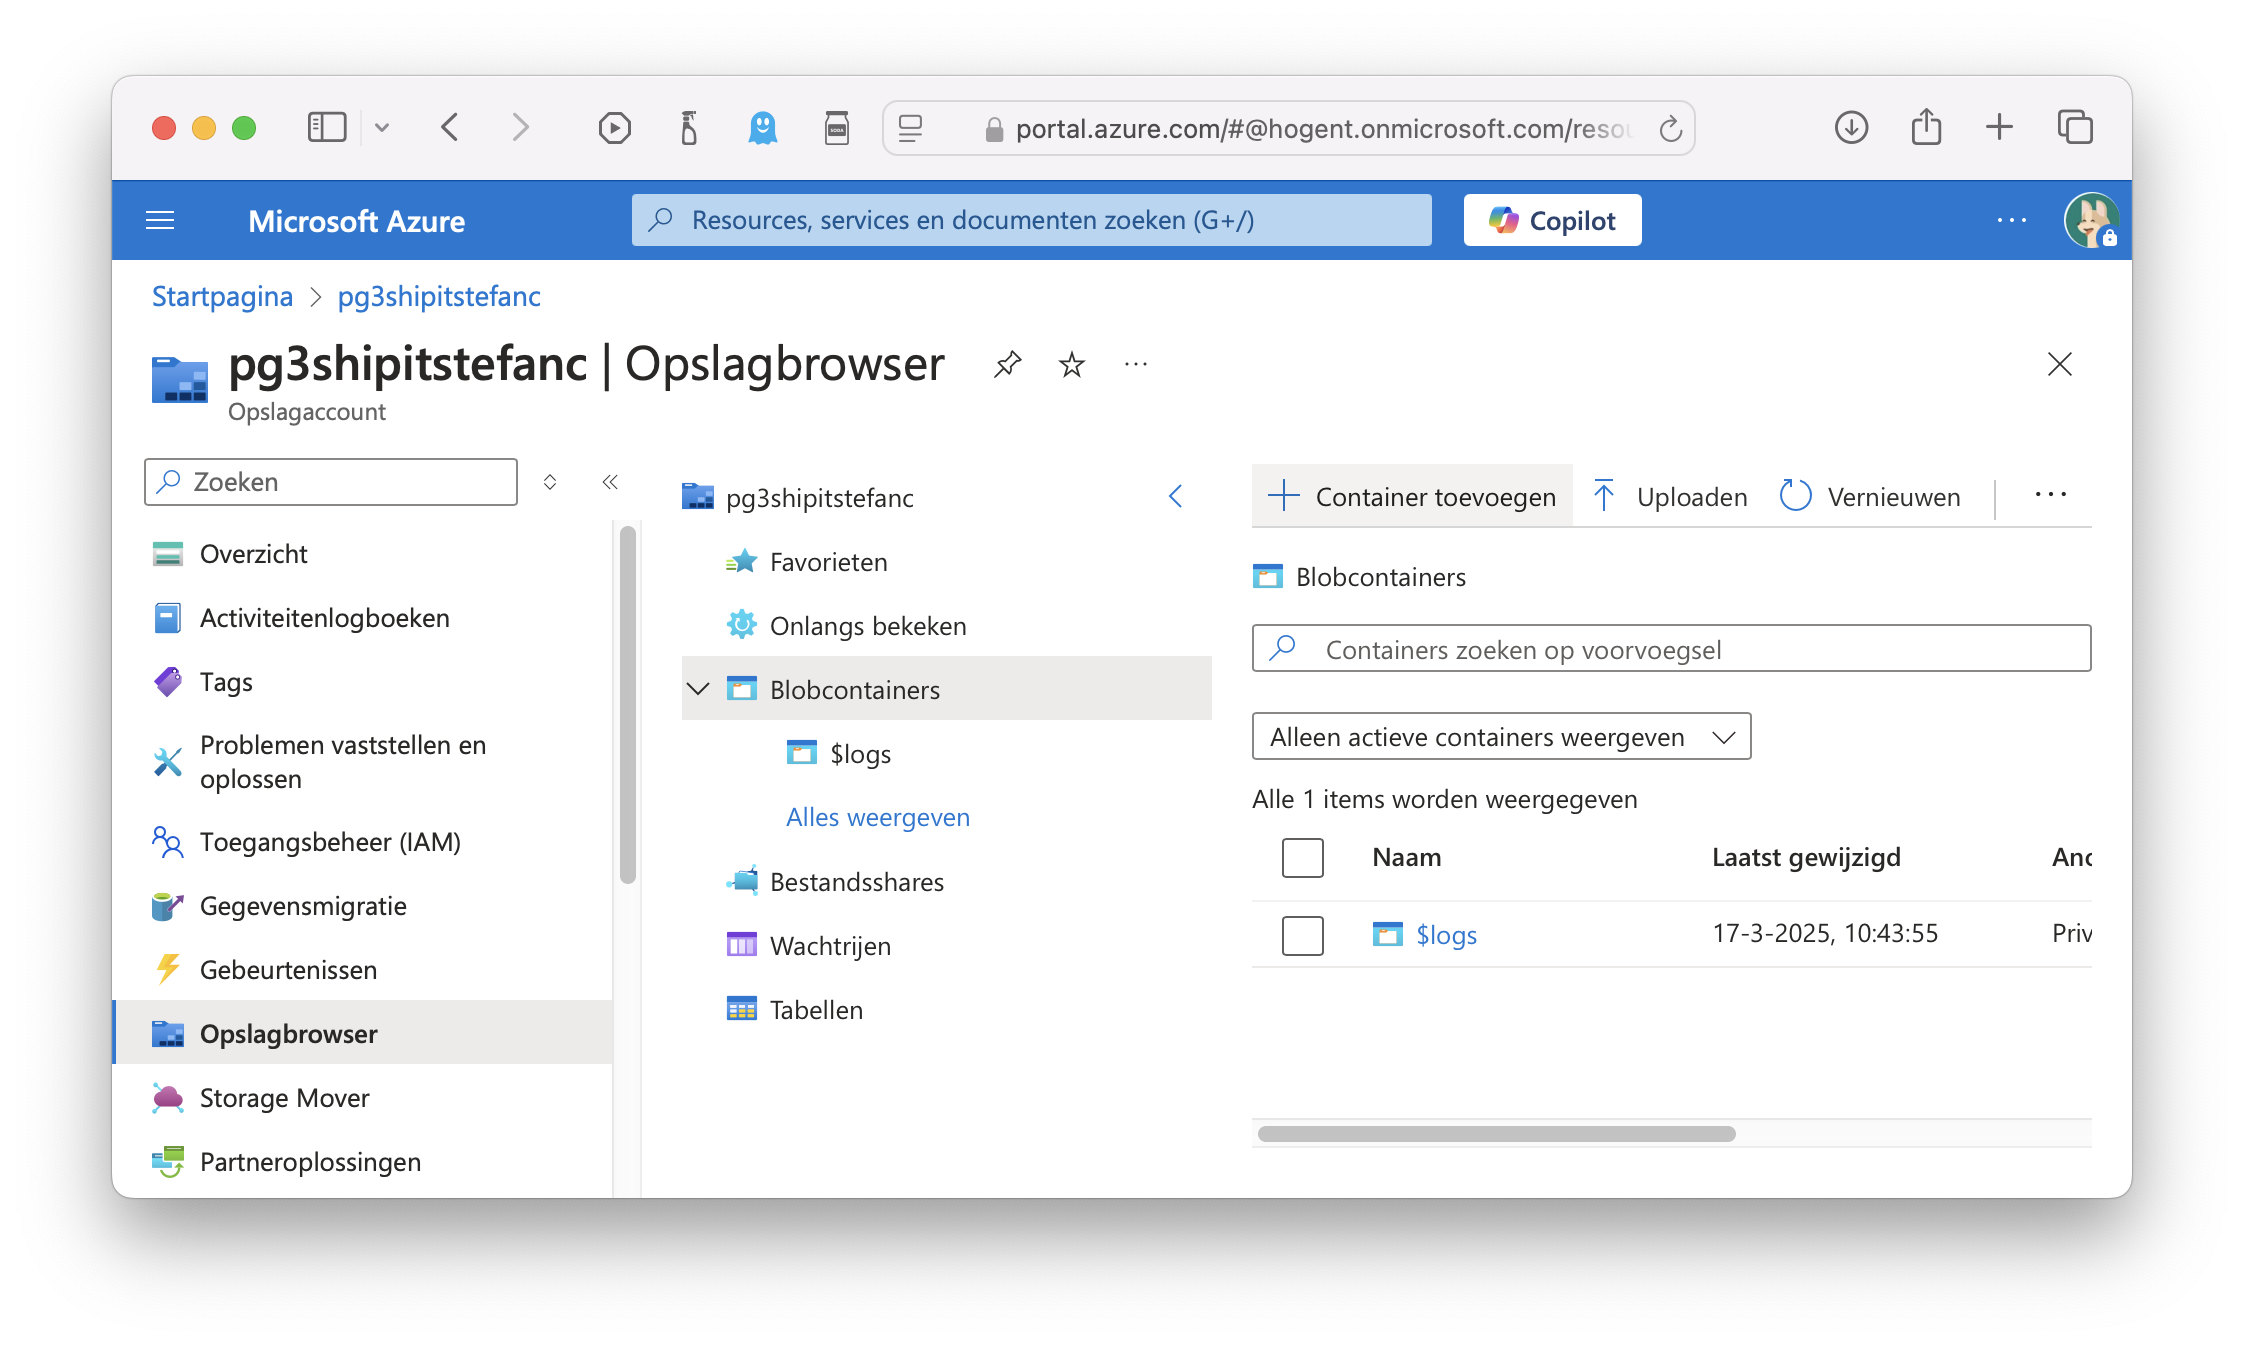 portal.azure.com/#@hogent.onmicrosoft.com/resou
Microsoft Azure
Resources, services en documenten zoeken (G+/)
Copilot
Startpagina > pg3shipitstefanc
pg3shipitstefanc | Opslagbrowser
Opslagaccount
Zoeken
Overzicht
Activiteitenlogboeken
Tags
Problemen vaststellen en
oplossen
Toegangsbeheer (IAM)
Gegevensmigratie
Gebeurtenissen
Opslagbrowser
Storage Mover
Partneroplossingen
pg3shipitstefanc
Favorieten
Onlangs bekeken
Blobcontainers
$logs
Alles weergeven
Bestandsshares
Wachtrijen
Tabellen
Container toevoegen
Uploaden
Vernieuwen
Blobcontainers
Containers zoeken op voorvoegsel
Alleen actieve containers weergeven
Alle 1 items worden weergegeven
Naam Laatst gewijzigd Anc
$logs 17-3-2025, 10:43:55 Priv